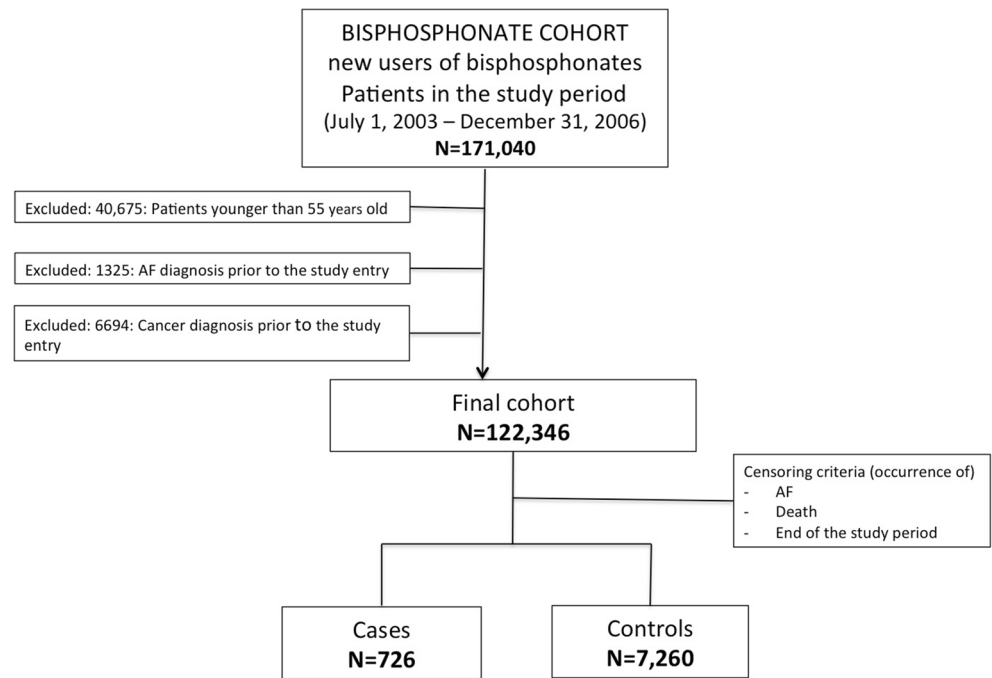 BISPHOSPHONATE COHORT
new users of bisphosphonates
Patients in the study period
(July 1, 2003 – December 31, 2006)
N=171,040
Excluded: 40,675: Patients younger than 55 years old
Excluded: 1325: AF diagnosis prior to the study entry
Excluded: 6694: Cancer diagnosis prior to the study
entry
Final cohort
N=122,346
Censoring criteria (occurrence of)
- AF
- Death
- End of the study period
Cases
N=726
Controls
N=7,260